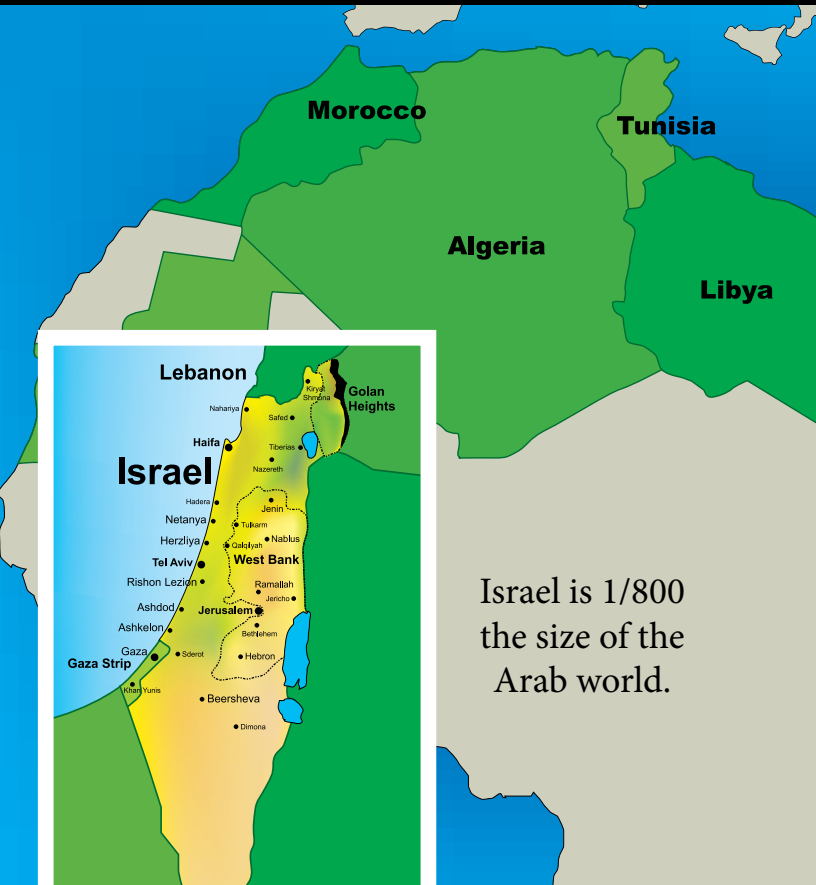 Morocco
Tunisia
Algeria
Libya
Lebanon
Golan
Heights
Kiryat
Shmona
Nahariya
Safed
Haifa
Tiberias
Israel
Nazereth
Hadera
Jenin
Netanya
Tulkarm
Herzliya
Qalqilyah
Nablus
Tel Aviv
West Bank
Rishon Lezion
Ramallah
Jericho
Ashdod
Jerusalem
Ashkelon
Bethlehem
Gaza
Sderot
Hebron
Gaza Strip
Khan Yunis
Beersheva
Dimona
Israel is 1/800
the size of the
Arab world.